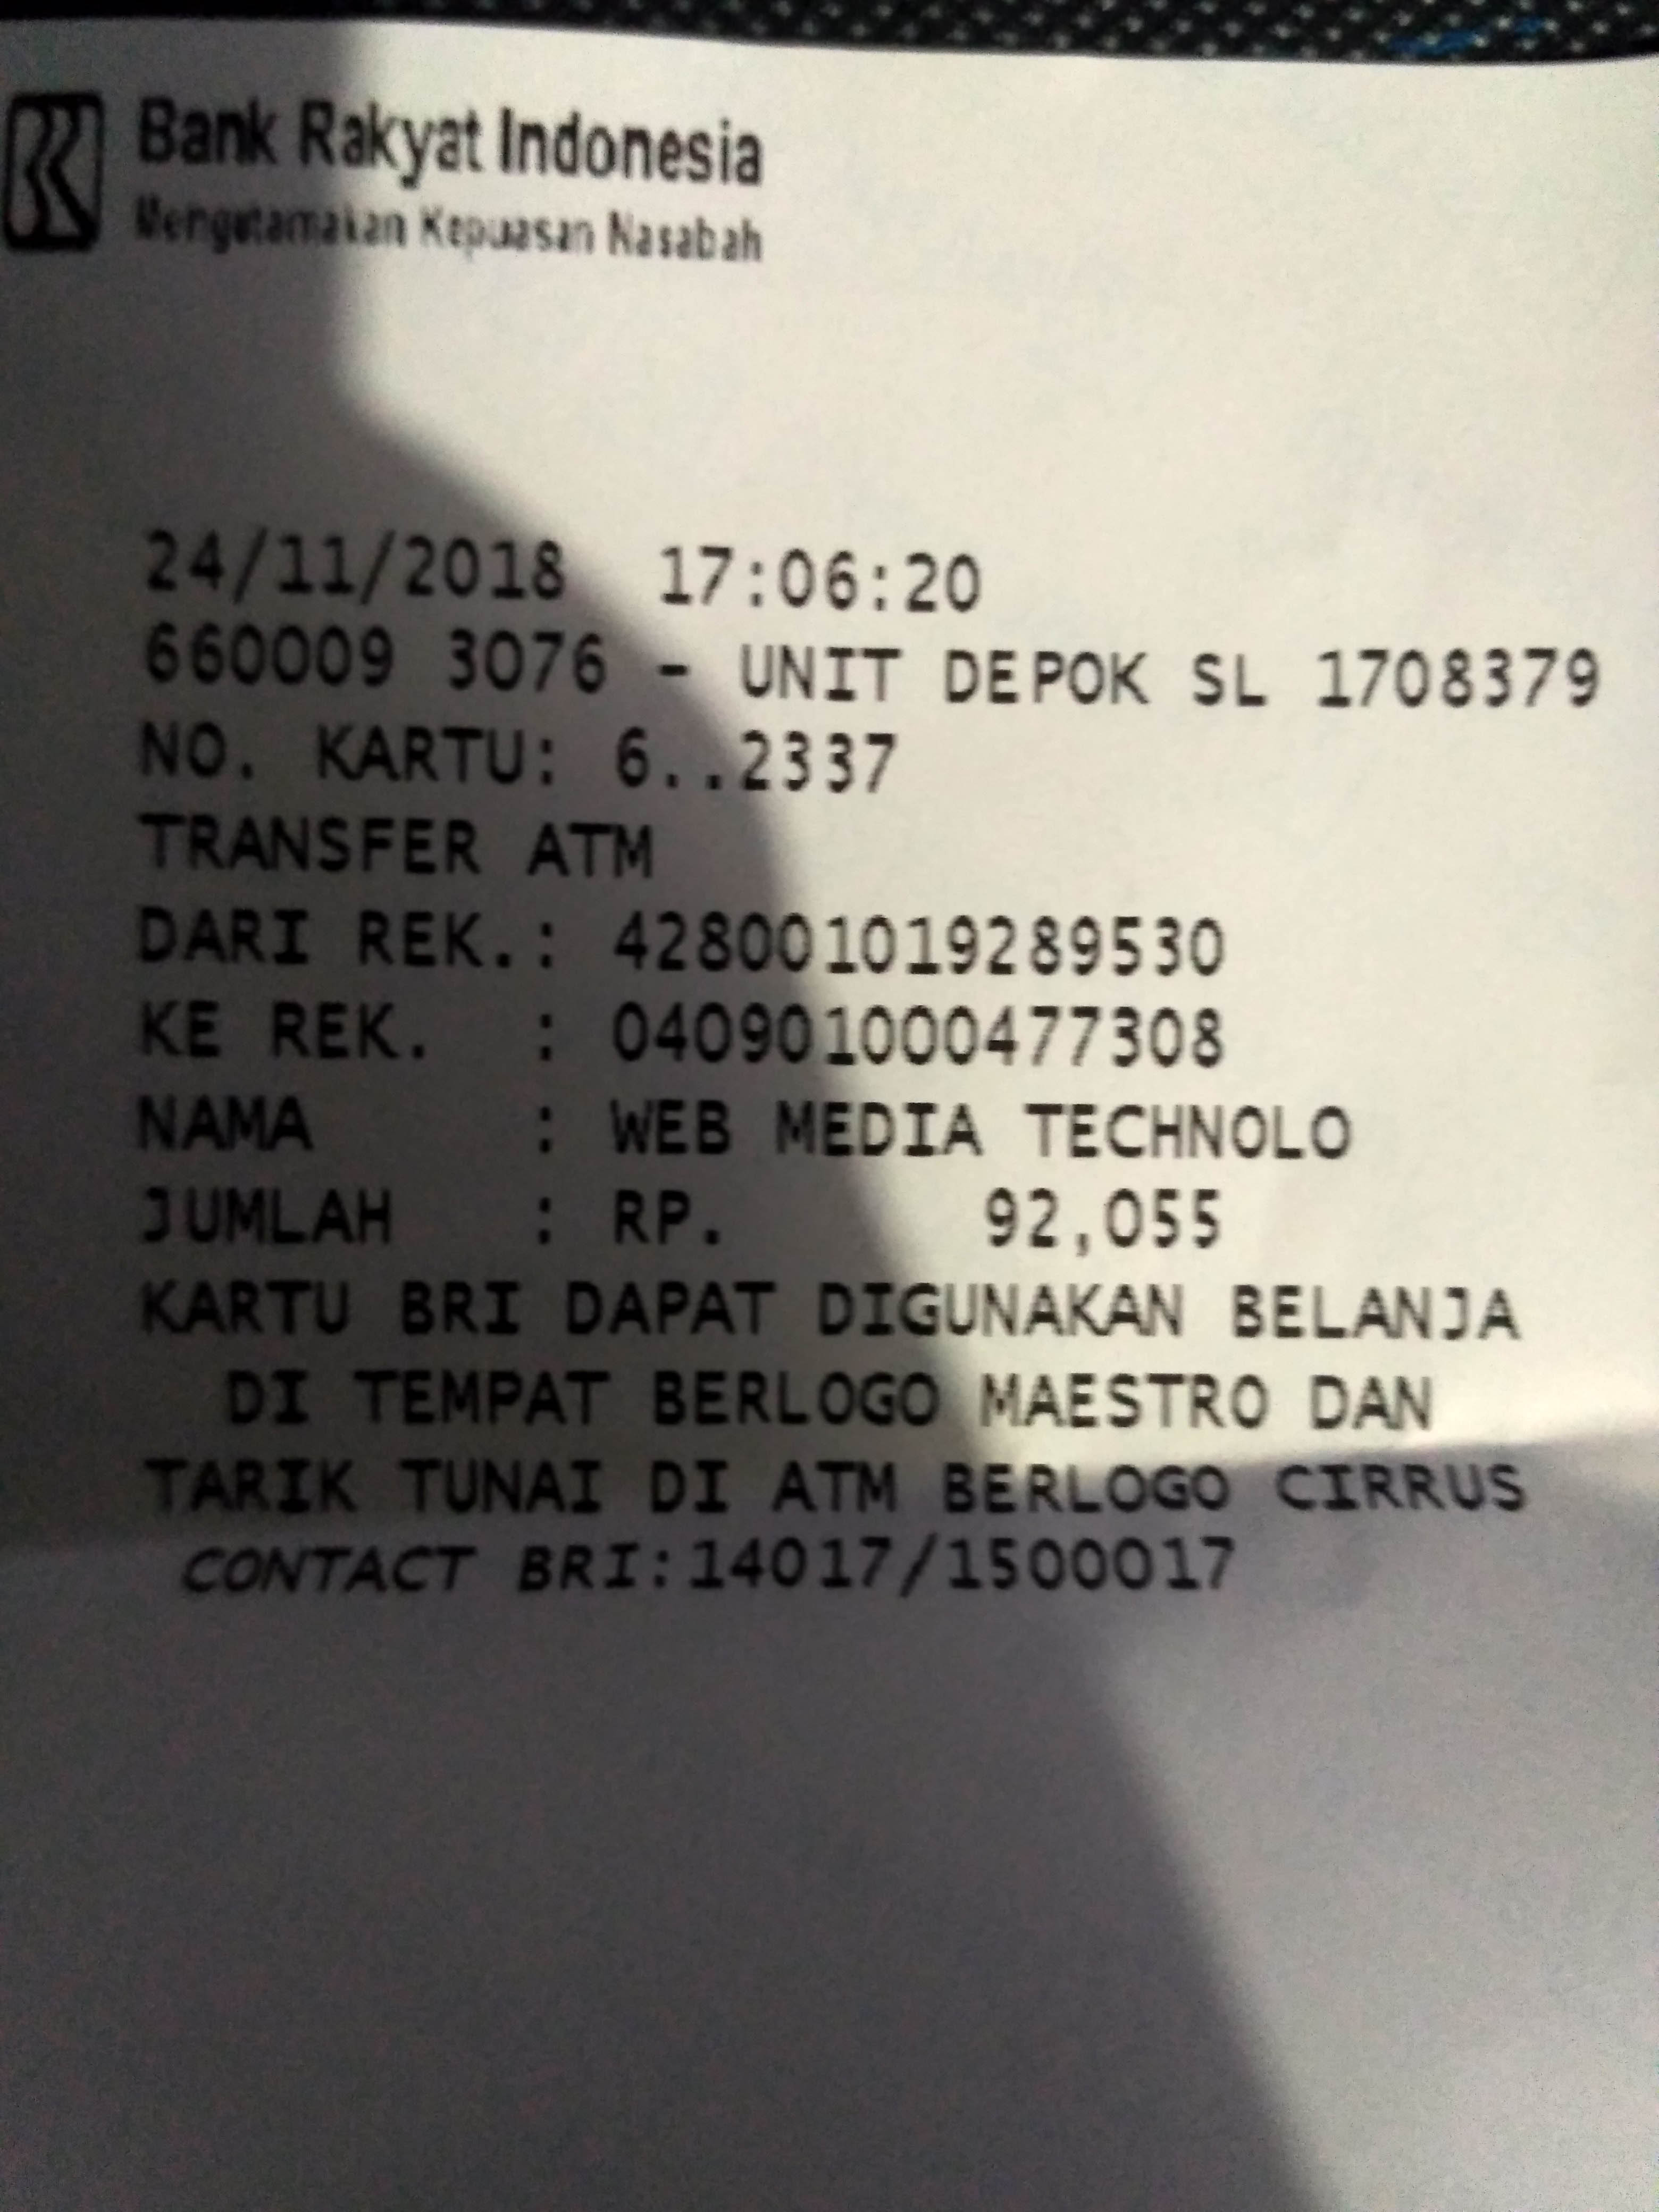 Bank Rakyat Indonesia
Mengutamakan Kepuasan Nasabah
24/11/2018 17:06:20
660009 3076 - UNIT DEPOK SL 1708379
NO. KARTU: 6..2337
TRANSFER ATM
DARI REK.: 428001019289530
KE REK. : 040901000477308
NAMA : WEB MEDIA TECHNOLO
JUMLAH : RP. 92,055
KARTU BRI DAPAT DIGUNAKAN BELANJA
DI TEMPAT BERLOGO MAESTRO DAN
TARIK TUNAI DI ATM BERLOGO CIRRUS
CONTACT BRI:14017/1500017